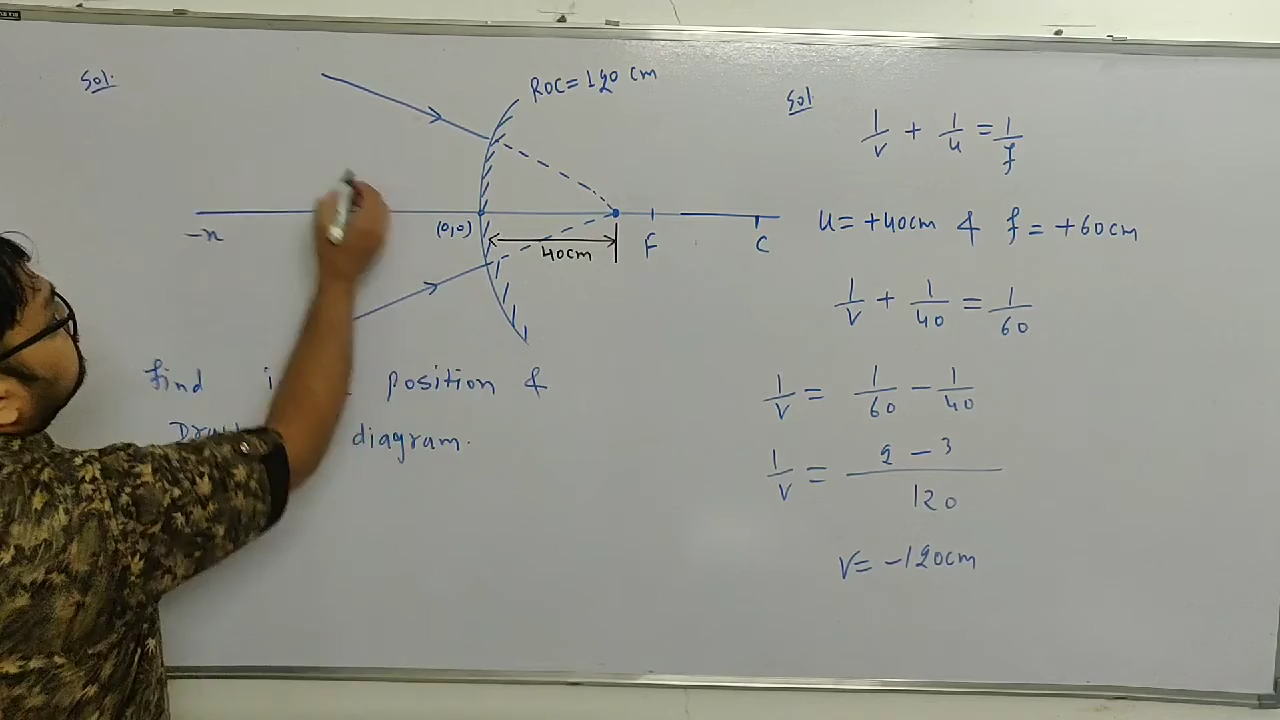 Sol.
ROC = 120 cm
-x
(0,0)
40cm
F
C
find position &
diagram.
Sol
1/v + 1/u = 1/f
u = +40cm & f = +60cm
1/v + 1/40 = 1/60
1/v = 1/60 - 1/40
1/v = 2 - 3 / 120
v = -120cm